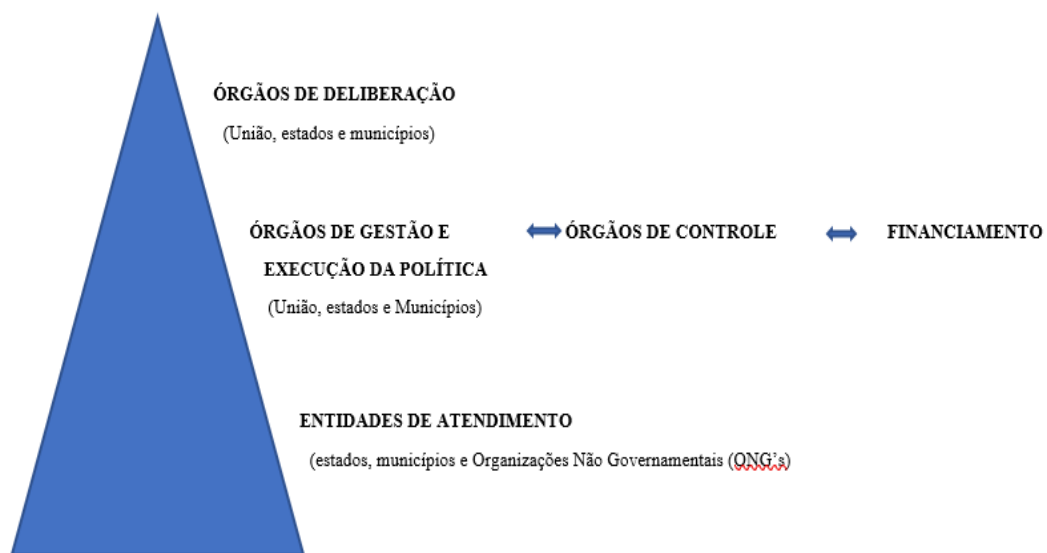 ÓRGÃOS DE DELIBERAÇÃO
(União, estados e municípios)
ÓRGÃOS DE GESTÃO E
ÓRGÃOS DE CONTROLE
FINANCIAMENTO
EXECUÇÃO DA POLÍTICA
(União, estados e Municípios)
ENTIDADES DE ATENDIMENTO
(estados, municípios e Organizações Não Governamentais (ONG's)